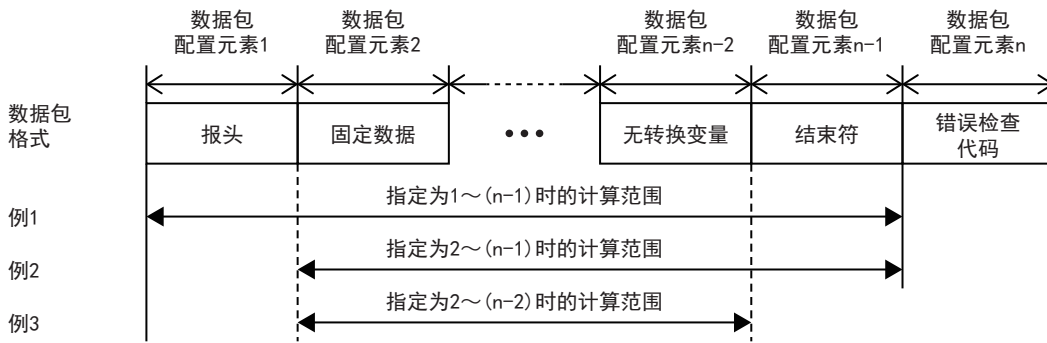 数据包
配置元素1
数据包
配置元素2
数据包
配置元素n-2
数据包
配置元素n-1
数据包
配置元素n
数据包
格式
报头
固定数据
•••
无转换变量
结束符
错误检查
代码
例1
指定为1～(n-1)时的计算范围
例2
指定为2～(n-1)时的计算范围
例3
指定为2～(n-2)时的计算范围